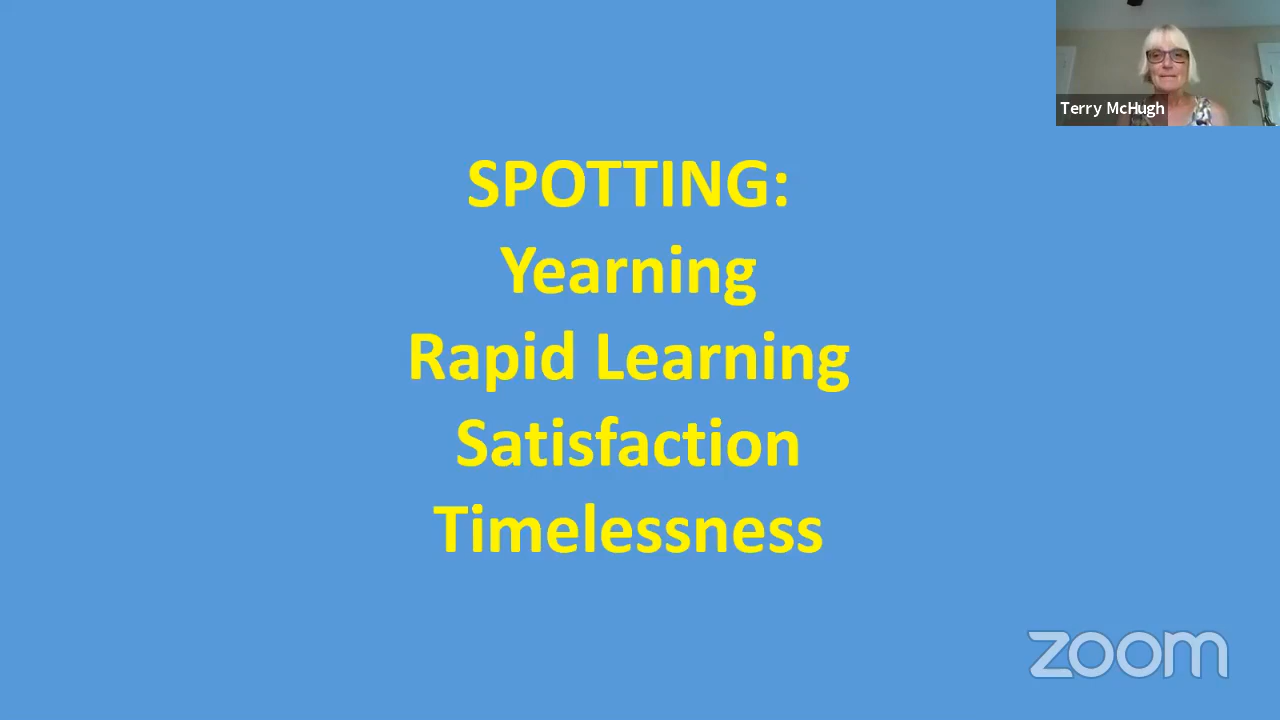 Terry McHugh
SPOTTING:
Yearning
Rapid Learning
Satisfaction
Timelessness
zoom